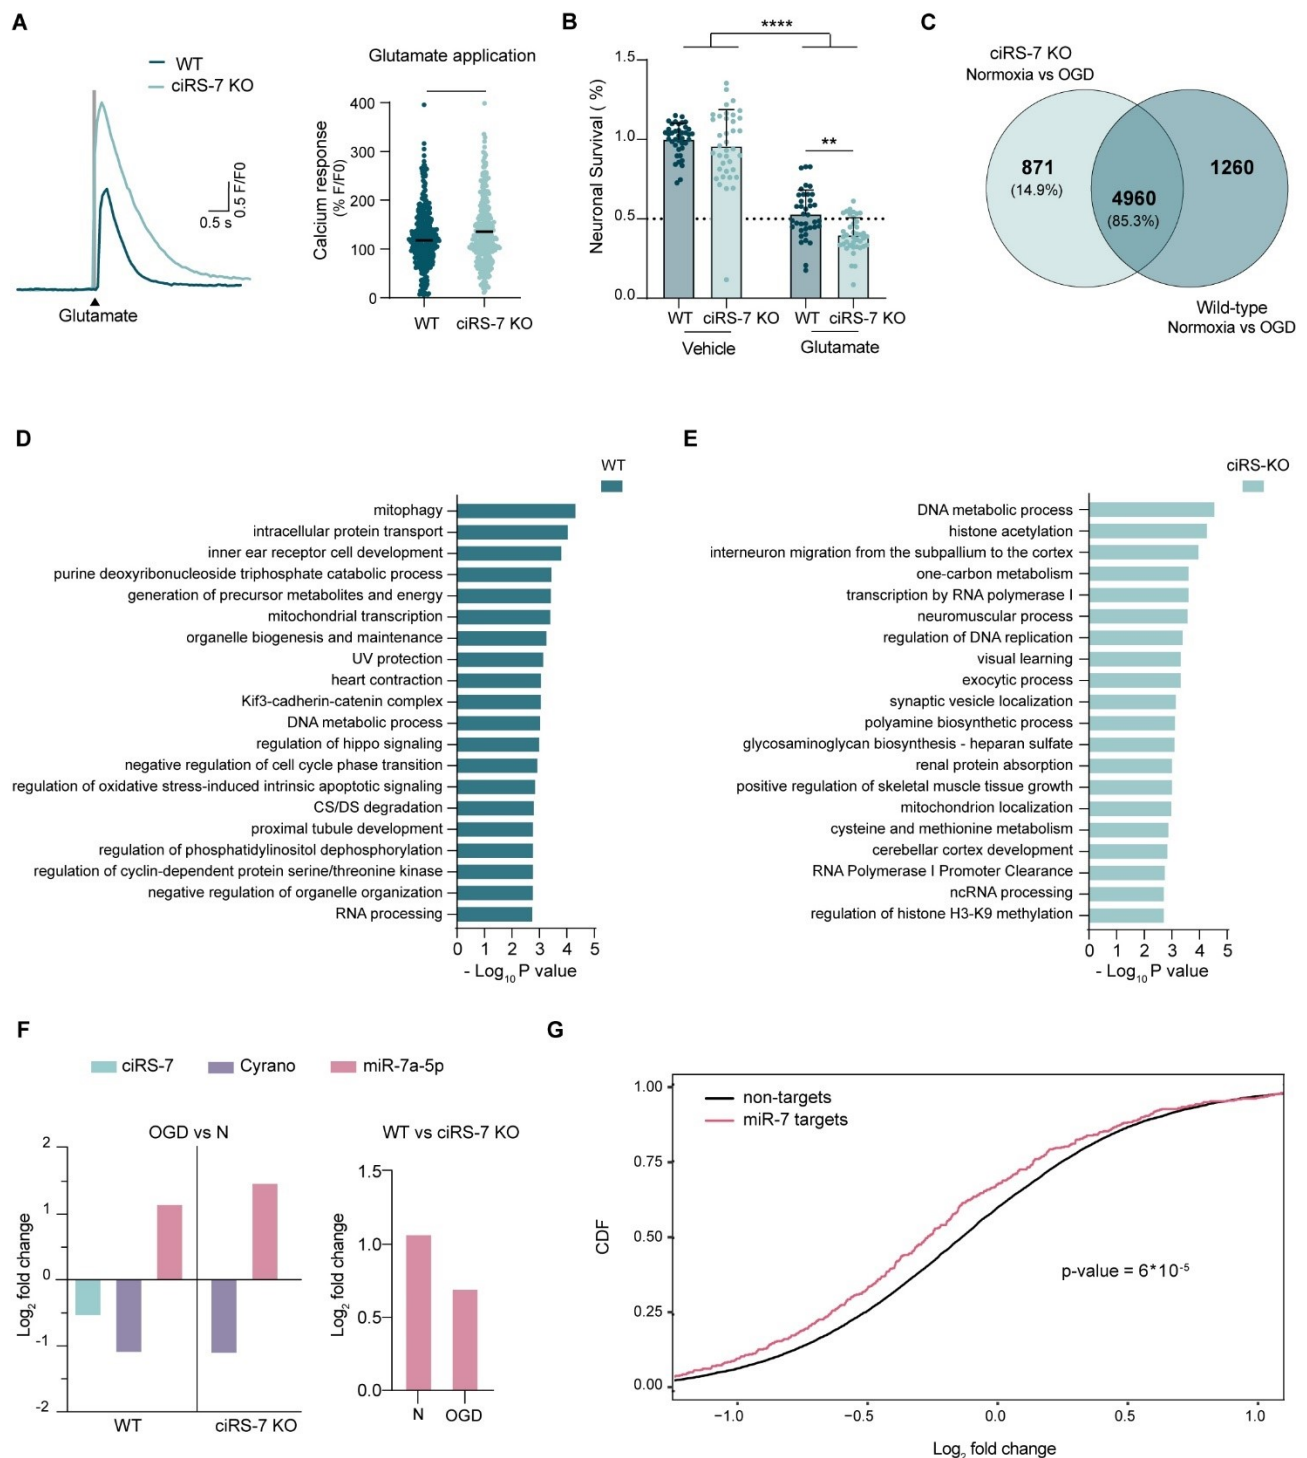 A
WT
ciRS-7 KO
0.5 F/F0
0.5 s
Glutamate
Glutamate application
Calcium response
(% F/F0)
400
300
200
100
0
WT
ciRS-7 KO
B
****
**
Neuronal Survival ( %)
1.5
1.0
0.5
0.0
WT
ciRS-7 KO
WT
ciRS-7 KO
Vehicle
Glutamate
C
ciRS-7 KO
Normoxia vs OGD
871
(14.9%)
4960
(85.3%)
1260
Wild-type
Normoxia vs OGD
D
WT
mitophagy
intracellular protein transport
inner ear receptor cell development
purine deoxyribonucleoside triphosphate catabolic process
generation of precursor metabolites and energy
mitochondrial transcription
organelle biogenesis and maintenance
UV protection
heart contraction
Kif3-cadherin-catenin complex
DNA metabolic process
regulation of hippo signaling
negative regulation of cell cycle phase transition
regulation of oxidative stress-induced intrinsic apoptotic signaling
CS/DS degradation
proximal tubule development
regulation of phosphatidylinositol dephosphorylation
regulation of cyclin-dependent protein serine/threonine kinase
negative regulation of organelle organization
RNA processing
0 1 2 3 4 5
- Log10 P value
E
ciRS-KO
DNA metabolic process
histone acetylation
interneuron migration from the subpallium to the cortex
one-carbon metabolism
transcription by RNA polymerase I
neuromuscular process
regulation of DNA replication
visual learning
exocytic process
synaptic vesicle localization
polyamine biosynthetic process
glycosaminoglycan biosynthesis - heparan sulfate
renal protein absorption
positive regulation of skeletal muscle tissue growth
mitochondrion localization
cysteine and methionine metabolism
cerebellar cortex development
RNA Polymerase I Promoter Clearance
ncRNA processing
regulation of histone H3-K9 methylation
0 1 2 3 4 5
- Log10 P value
F
ciRS-7
Cyrano
miR-7a-5p
OGD vs N
Log2 fold change
2
1
0
-1
-2
WT
ciRS-7 KO
WT vs ciRS-7 KO
Log2 fold change
1.5
1.0
0.5
0.0
N
OGD
G
non-targets
miR-7 targets
CDF
1.00
0.75
0.50
0.25
0.00
p-value = 6*10-5
−1.0 −0.5 0.0 0.5 1.0
Log2 fold change